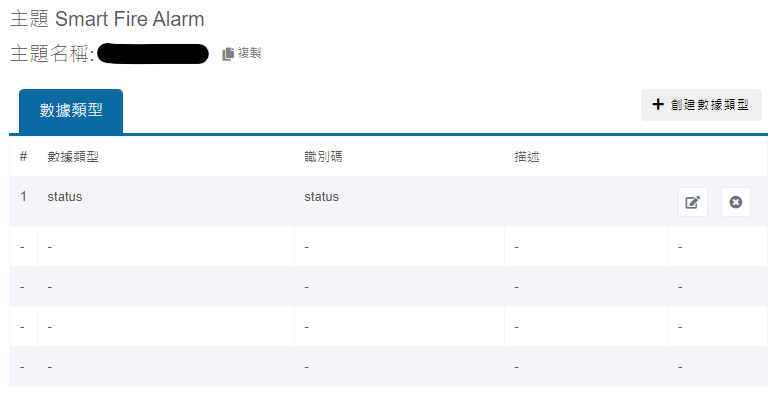 主題 Smart Fire Alarm
主題名稱:
複製
數據類型
創建數據類型
# 數據類型 識別碼 描述
1 status status
- - - - -
- - - - -
- - - - -
- - - - -